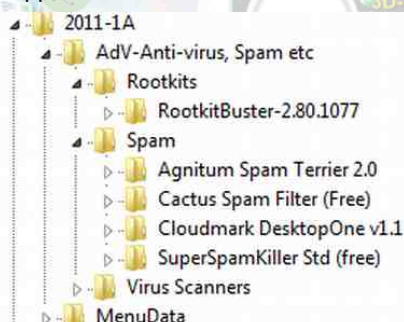 2011-1A
AdV-Anti-virus, Spam etc
Rootkits
RootkitBuster-2.80.1077
Spam
Agnitum Spam Terrier 2.0
Cactus Spam Filter (Free)
Cloudmark DesktopOne v1.1
SuperSpamKiller Std (free)
Virus Scanners
MenuData